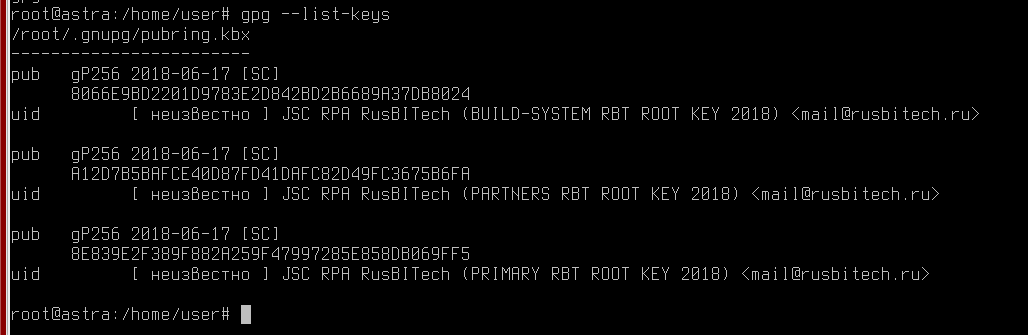 root@astra:/home/user# gpg --list-keys
/root/.gnupg/pubring.kbx
------------------------
pub   gP256 2018-06-17 [SC]
      8066E9BD2201D9783E2D842BD2B6689A37DB8024
uid         [ неизвестно ] JSC RPA RusBITech (BUILD-SYSTEM RBT ROOT KEY 2018) <mail@rusbitech.ru>
pub   gP256 2018-06-17 [SC]
      A12D7B5BAFCE40D87FD41DAFC82D49FC3675B6FA
uid         [ неизвестно ] JSC RPA RusBITech (PARTNERS RBT ROOT KEY 2018) <mail@rusbitech.ru>
pub   gP256 2018-06-17 [SC]
      8E839E2F389F882A259F47997285E858DB069FF5
uid         [ неизвестно ] JSC RPA RusBITech (PRIMARY RBT ROOT KEY 2018) <mail@rusbitech.ru>
root@astra:/home/user#